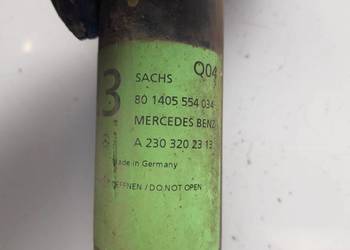 3
Q04
SACHS
80 1405 554 034
MERCEDES BENZ
A 230 320 23 13
Made in Germany
ÖFFNEN / DO NOT OPEN